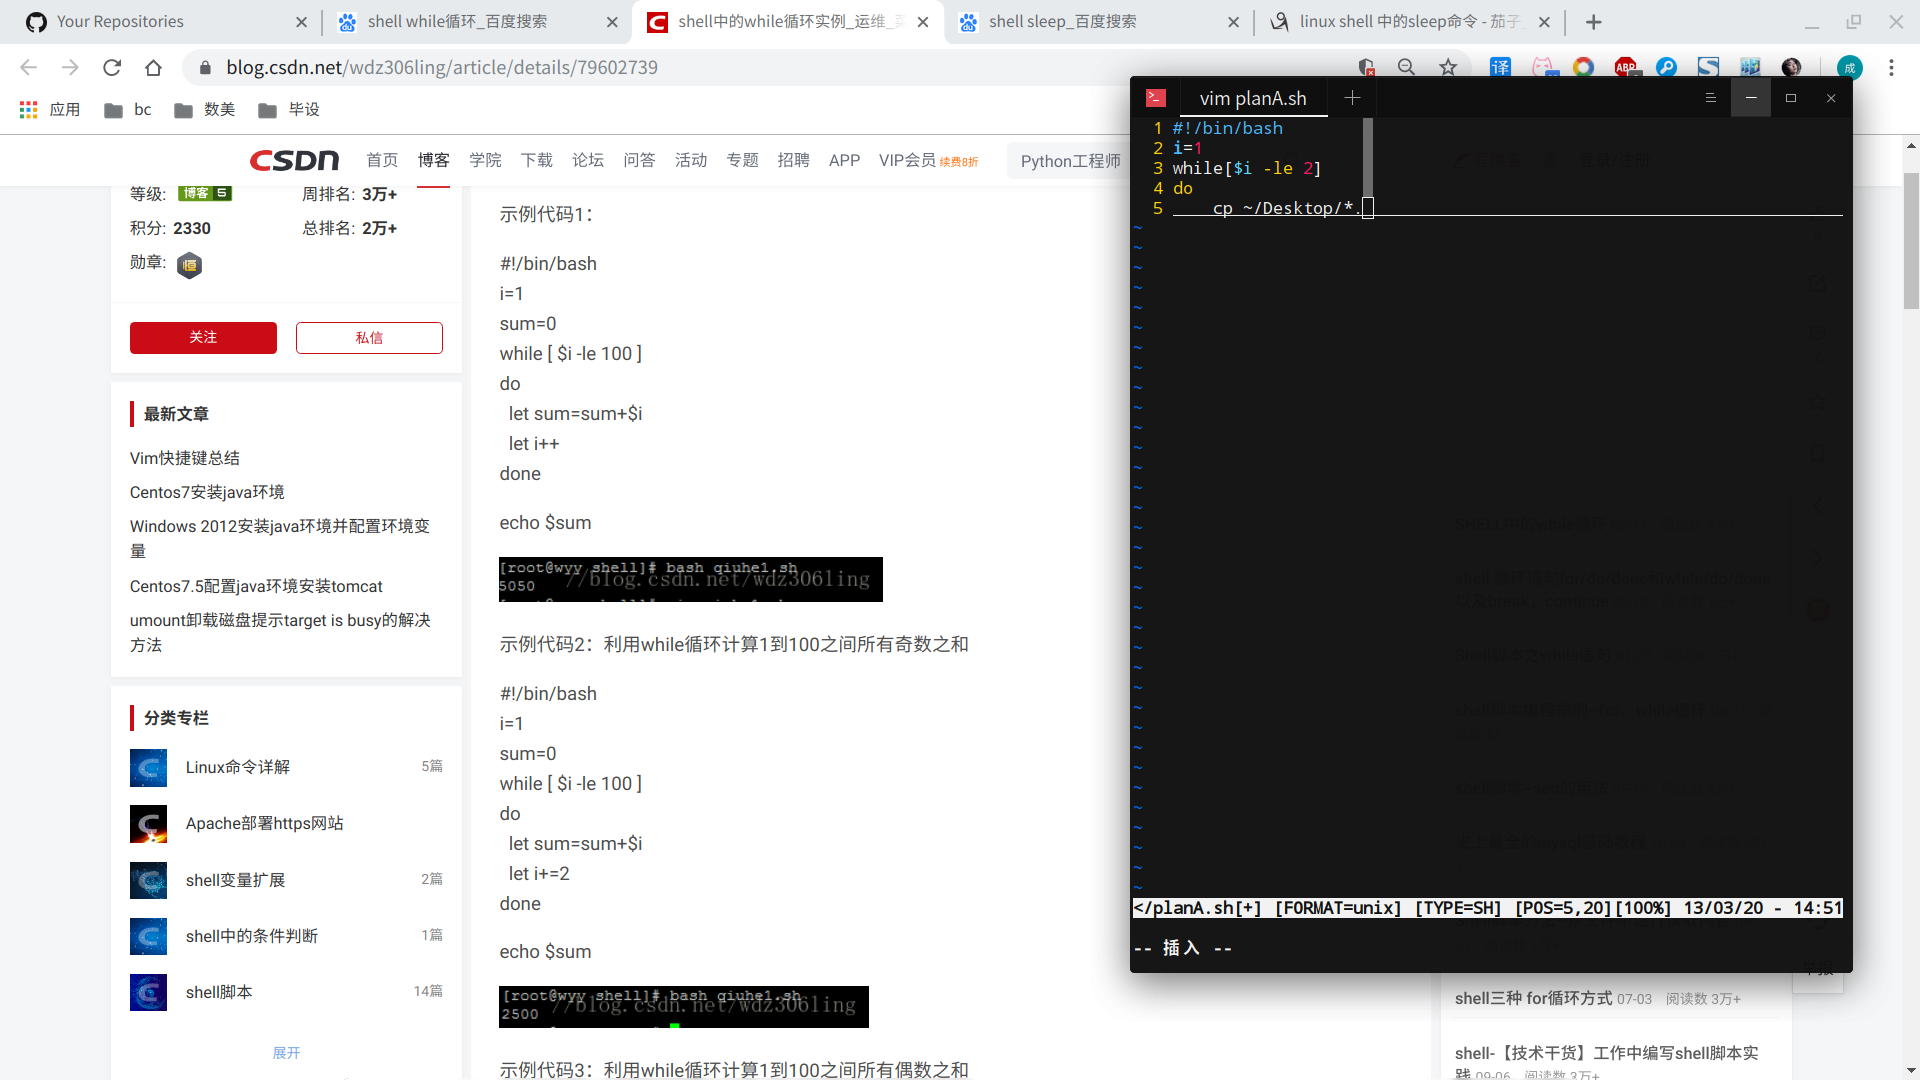 Your Repositories
shell while循环_百度搜索
shell中的while循环实例_运维_
shell sleep_百度搜索
linux shell 中的sleep命令 - 茄子
blog.csdn.net/wdz306ling/article/details/79602739
译
ABP
成
应用
bc
数美
毕设
CSDN
首页
博客
学院
下载
论坛
问答
活动
专题
招聘
APP
VIP会员 续费8折
Python工程师
等级: 博客 5
周排名: 3万+
积分: 2330
总排名: 2万+
勋章:
关注
私信
最新文章
Vim快捷键总结
Centos7安装java环境
Windows 2012安装java环境并配置环境变
量
Centos7.5配置java环境安装tomcat
umount卸载磁盘提示target is busy的解决
方法
分类专栏
Linux命令详解 5篇
Apache部署https网站
shell变量扩展 2篇
shell中的条件判断 1篇
shell脚本 14篇
展开
示例代码1：
#!/bin/bash
i=1
sum=0
while [ $i -le 100 ]
do
let sum=sum+$i
let i++
done
echo $sum
[root@wyy shell]# bash qiuhe1.sh
5050
//blog.csdn.net/wdz306ling
示例代码2：利用while循环计算1到100之间所有奇数之和
#!/bin/bash
i=1
sum=0
while [ $i -le 100 ]
do
let sum=sum+$i
let i+=2
done
echo $sum
[root@wyy shell]# bash qiuhe1.sh
2500
//blog.csdn.net/wdz306ling
示例代码3：利用while循环计算1到100之间所有偶数之和
vim planA.sh
1 #!/bin/bash
2 i=1
3 while[$i -le 2]
4 do
5 cp ~/Desktop/*.
</planA.sh[+] [FORMAT=unix] [TYPE=SH] [POS=5,20][100%] 13/03/20 - 14:51
-- 插入 --
举报
shell三种 for循环方式 07-03 阅读数 3万+
shell-【技术干货】工作中编写shell脚本实
践 09-06 阅读数 3万+